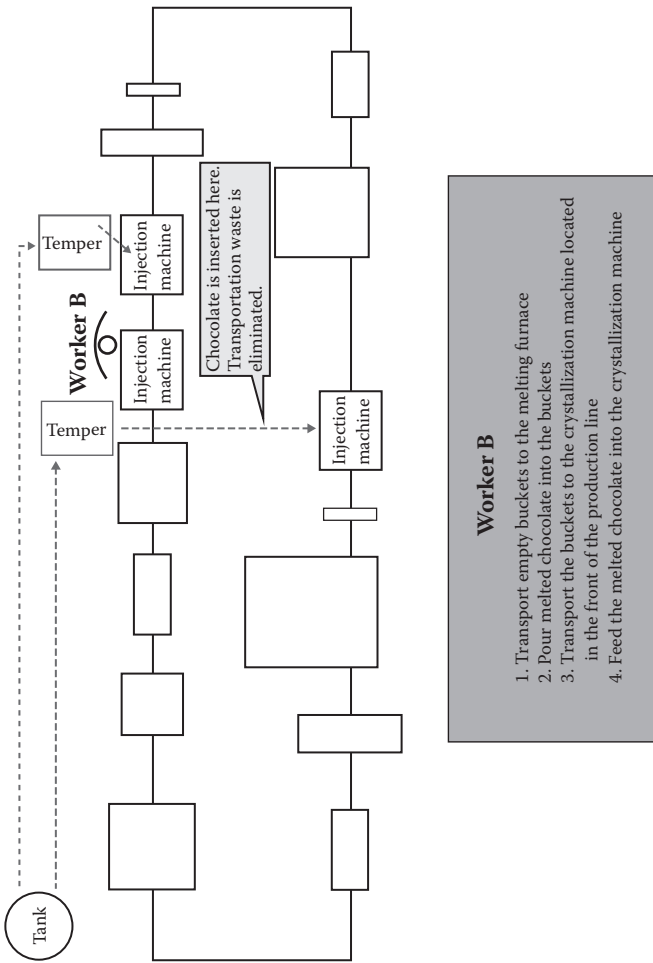 Tank
Temper
Worker B
Temper
Injection
machine
Injection
machine
Chocolate is inserted here.
Transportation waste is
eliminated.
Injection
machine
Worker B
1. Transport empty buckets to the melting furnace
2. Pour melted chocolate into the buckets
3. Transport the buckets to the crystallization machine located
in the front of the production line
4. Feed the melted chocolate into the crystallization machine